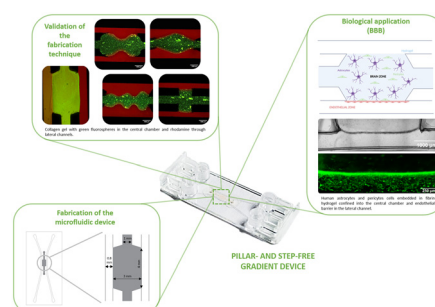 Validation of
the fabrication
technique
Collagen gel with green fluorospheres in the central chamber and rhodamine through
lateral channels.
Biological application
(BBB)
Human astrocytes and pericytes cells embedded in fibrin
hydrogel confined into the central chamber and endothelial
barrier in the lateral channel.
Fabrication of the
microfluidic device
PILLAR- AND STEP-FREE
GRADIENT DEVICE